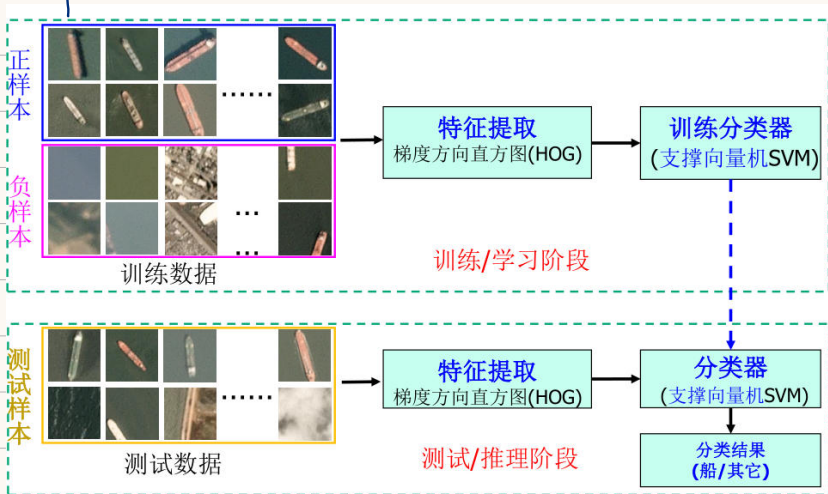 正样本
······
特征提取
梯度方向直方图(HOG)
训练分类器
(支撑向量机SVM)
负样本
...
...
训练数据
训练/学习阶段
测试样本
······
特征提取
梯度方向直方图(HOG)
分类器
(支撑向量机SVM)
测试数据
测试/推理阶段
分类结果
(船/其它)